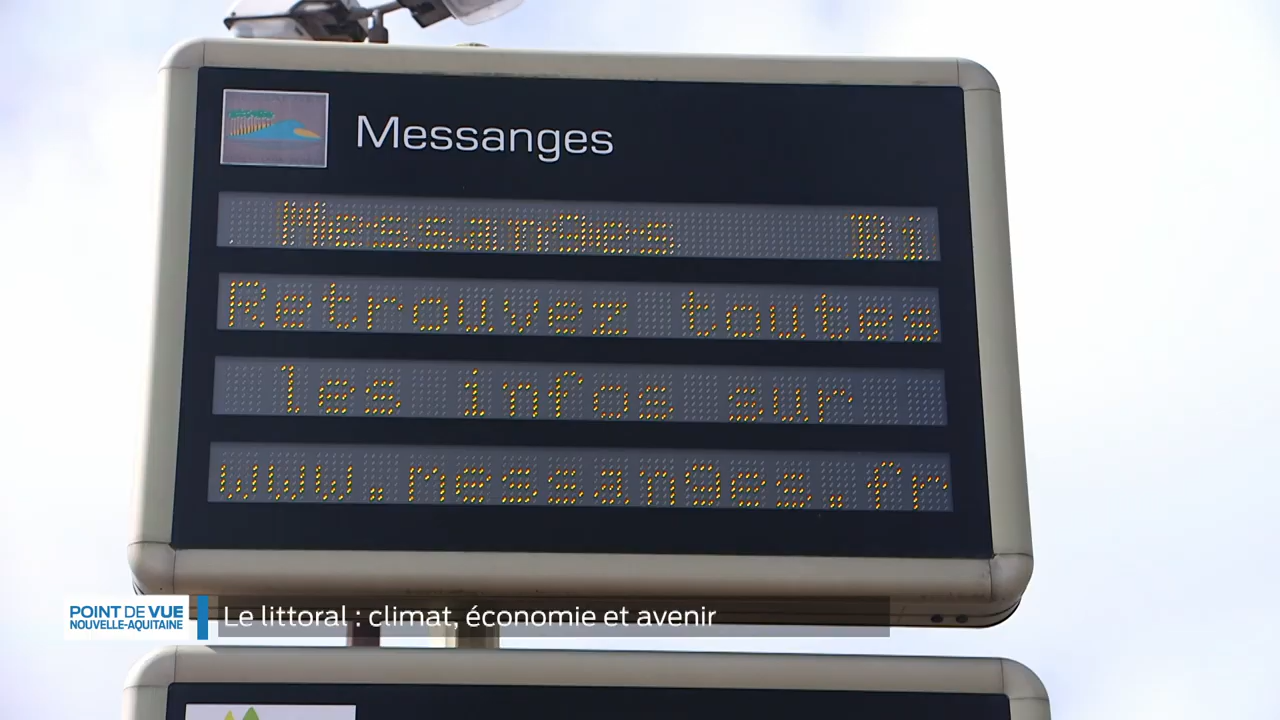 Messanges
Messanges Bi
Retrouvez toutes
les infos sur
www.messanges.fr
POINT DE VUE
NOUVELLE-AQUITAINE
Le littoral : climat, économie et avenir